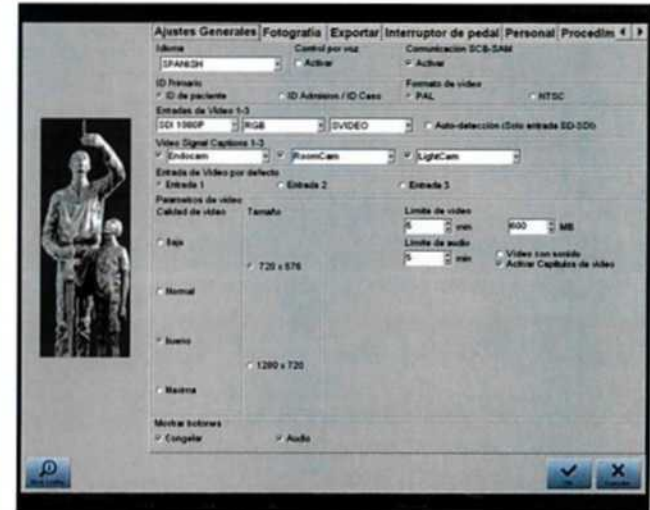 Ajustes Generales Fotografía Exportar Interruptor de pedal Personal Procedim
Idioma Control por voz Comunicación SCB-SAM
SPANISH Activar Activar
ID Primario Formato de vídeo
ID de paciente ID Admision / ID Caso PAL NTSC
Entradas de Vídeo 1-3
SDI 1080P RGB SVIDEO Auto-detección (Solo entrada SD-SDI)
Video Signal Captions 1-3
Endocam RoomCam LightCam
Entrada de Vídeo por defecto
Entrada 1 Entrada 2 Entrada 3
Parametros de vídeo
Calidad de vídeo Tamaño Límite de vídeo
5 min 600 MB
Límite de audio
Baja 5 min Vídeo con sonido
720 x 576 Activar Capítulos de vídeo
Normal
Bueno
1280 x 720
Maxima
Mostrar botones
Congelar Audio